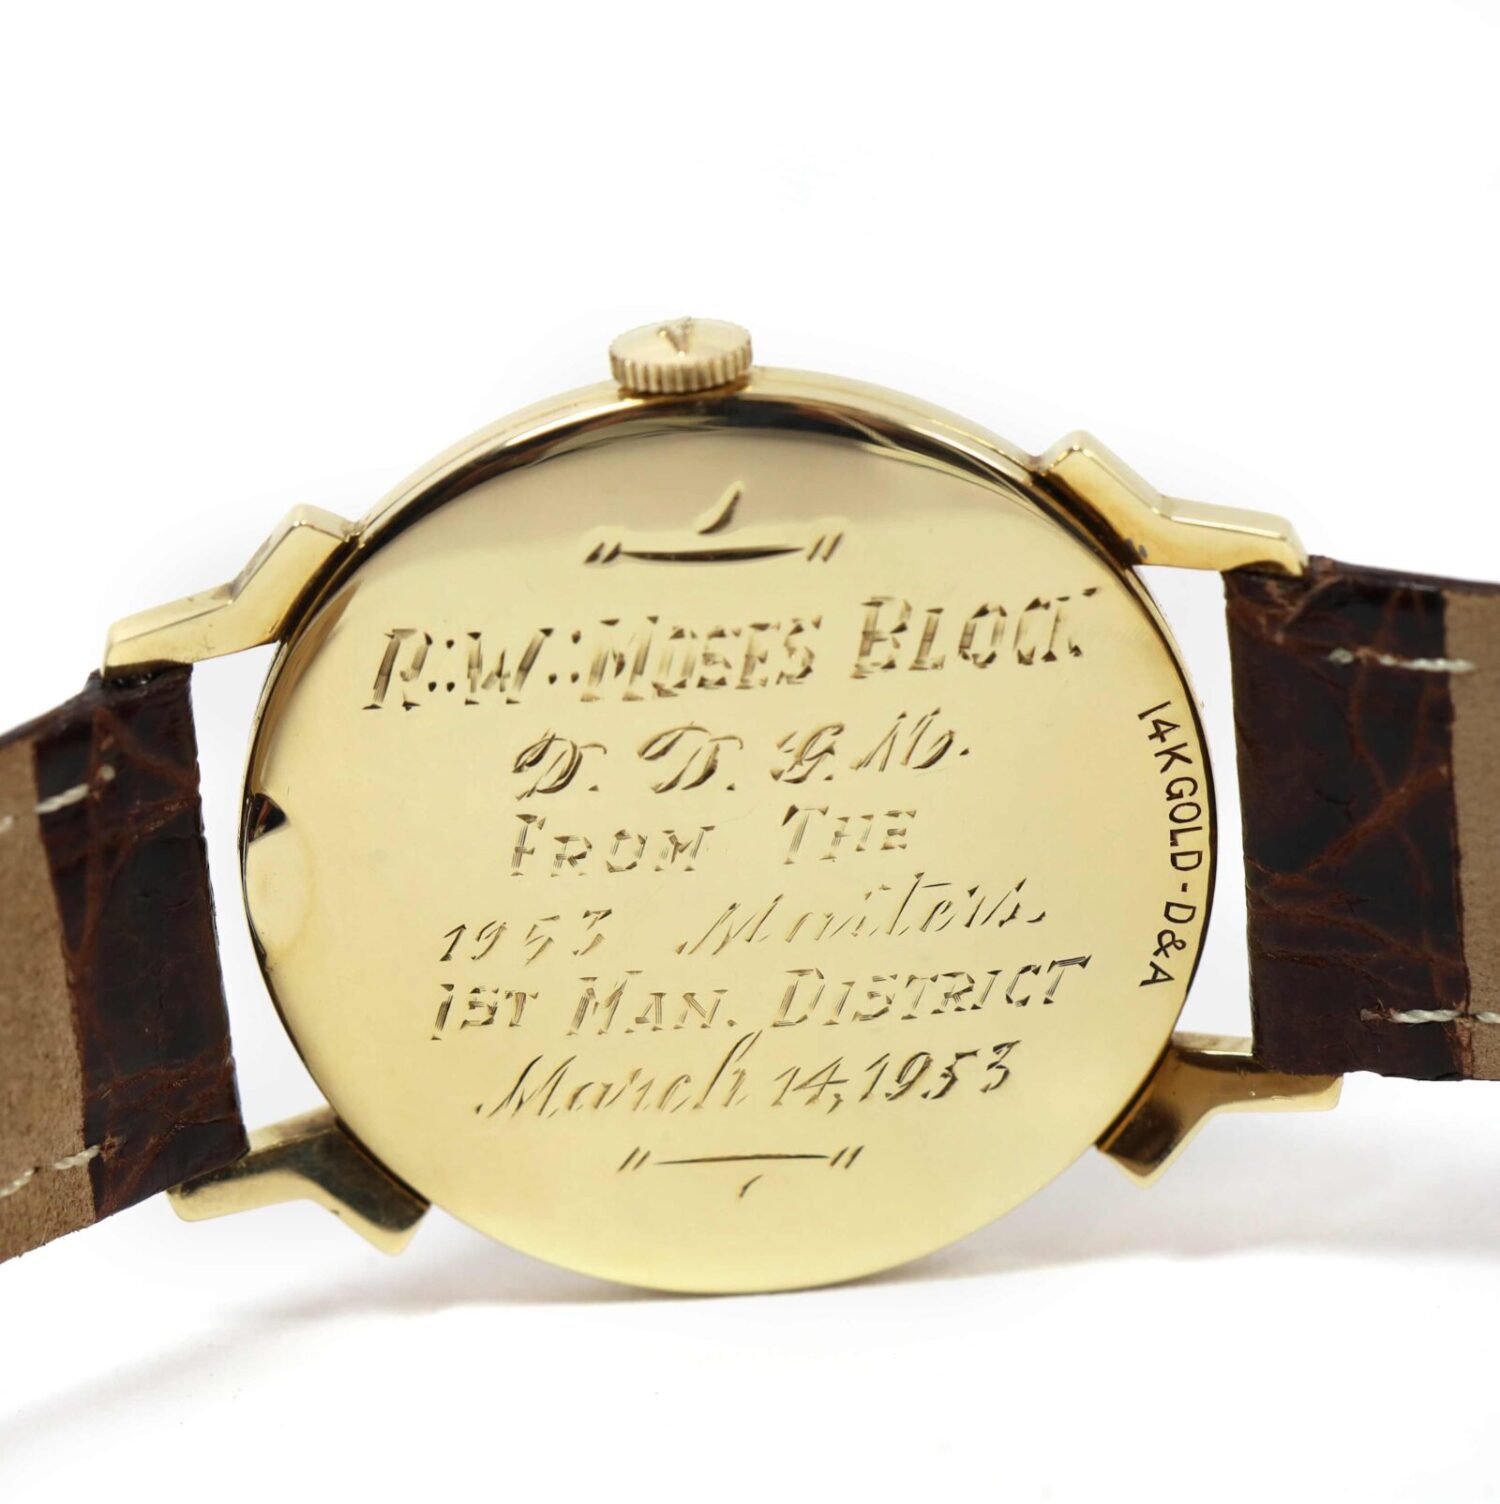 R∴W∴MOSES BLOCK
D. D. G. M.
FROM THE
1953 Masters
1ST MAN. DISTRICT
March 14, 1953
14K GOLD-D&A